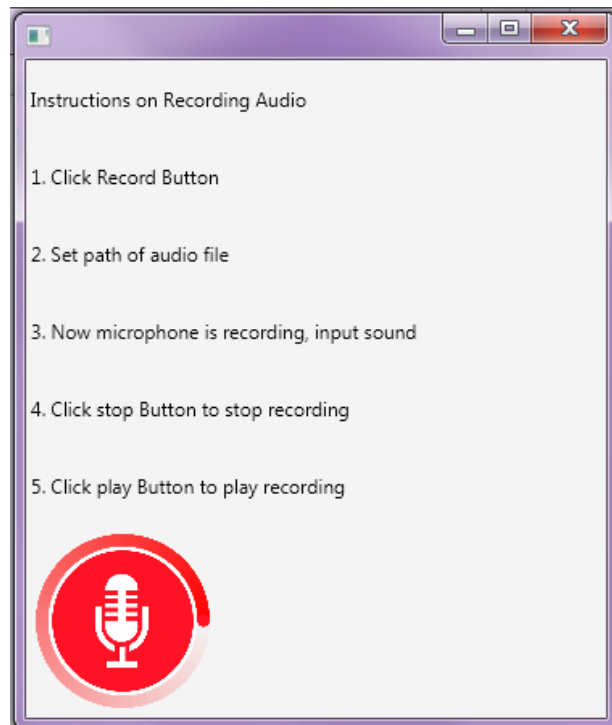 Instructions on Recording Audio
1. Click Record Button
2. Set path of audio file
3. Now microphone is recording, input sound
4. Click stop Button to stop recording
5. Click play Button to play recording